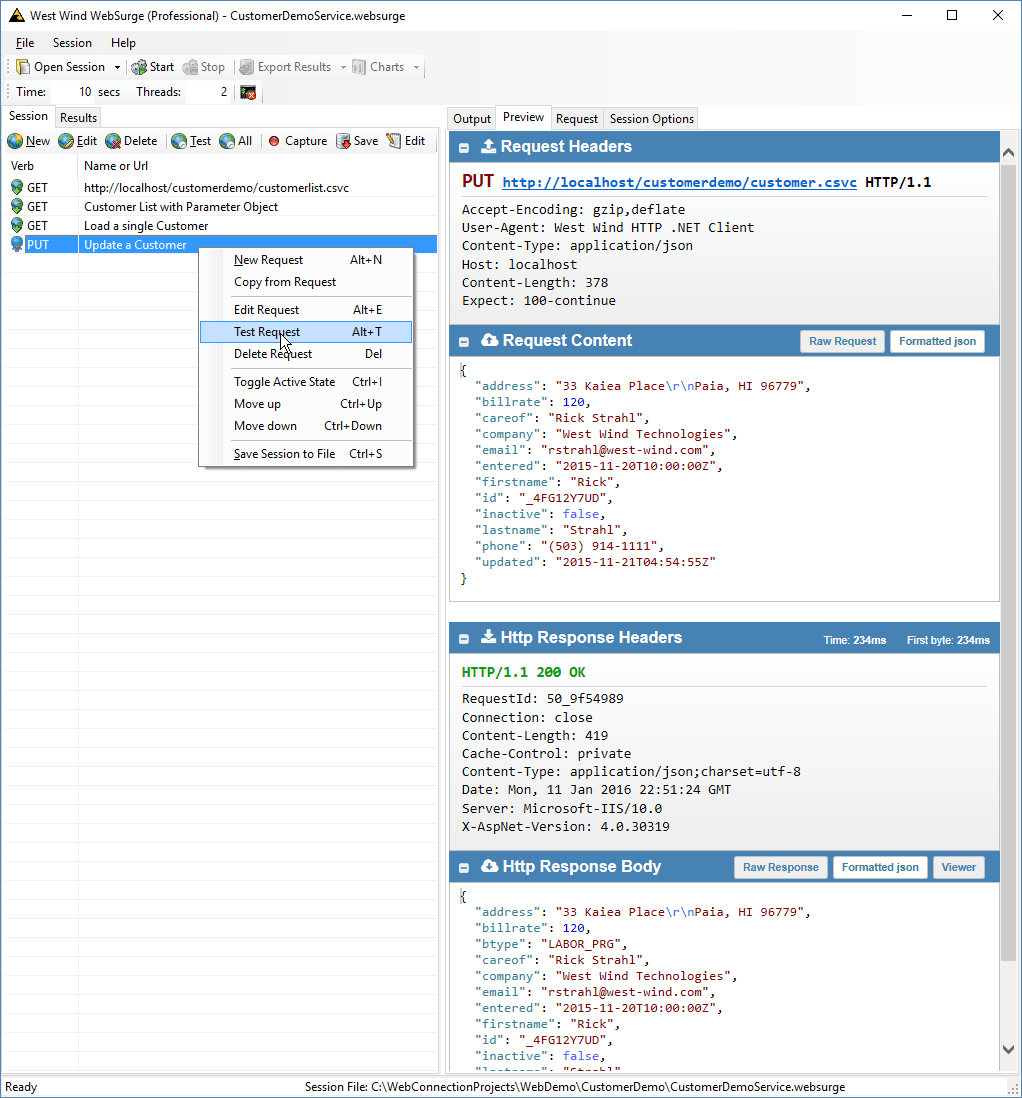 West Wind WebSurge (Professional) - CustomerDemoService.websurge
File Session Help
Open Session Start Stop Export Results Charts
Time: 10 secs Threads: 2
Session Results
New Edit Delete Test All Capture Save Edit
Verb Name or Url
GET http://localhost/customerdemo/customerlist.csvc
GET Customer List with Parameter Object
GET Load a single Customer
PUT Update a Customer
New Request Alt+N
Copy from Request
Edit Request Alt+E
Test Request Alt+T
Delete Request Del
Toggle Active State Ctrl+I
Move up Ctrl+Up
Move down Ctrl+Down
Save Session to File Ctrl+S
Output Preview Request Session Options
Request Headers
PUT http://localhost/customerdemo/customer.csvc HTTP/1.1
Accept-Encoding: gzip,deflate
User-Agent: West Wind HTTP .NET Client
Content-Type: application/json
Host: localhost
Content-Length: 378
Expect: 100-continue
Request Content Raw Request Formatted json
{
"address": "33 Kaiea Place\r\nPaia, HI 96779",
"billrate": 120,
"careof": "Rick Strahl",
"company": "West Wind Technologies",
"email": "rstrahl@west-wind.com",
"entered": "2015-11-20T10:00:00Z",
"firstname": "Rick",
"id": "_4FG12Y7UD",
"inactive": false,
"lastname": "Strahl",
"phone": "(503) 914-1111",
"updated": "2015-11-21T04:54:55Z"
}
Http Response Headers Time: 234ms First byte: 234ms
HTTP/1.1 200 OK
RequestId: 50_9f54989
Connection: close
Content-Length: 419
Cache-Control: private
Content-Type: application/json;charset=utf-8
Date: Mon, 11 Jan 2016 22:51:24 GMT
Server: Microsoft-IIS/10.0
X-AspNet-Version: 4.0.30319
Http Response Body Raw Response Formatted json Viewer
{
"address": "33 Kaiea Place\r\nPaia, HI 96779",
"billrate": 120,
"btype": "LABOR_PRG",
"careof": "Rick Strahl",
"company": "West Wind Technologies",
"email": "rstrahl@west-wind.com",
"entered": "2015-11-20T10:00:00Z",
"firstname": "Rick",
"id": "_4FG12Y7UD",
"inactive": false,
"lastname": "Strahl",
Ready Session File: C:\WebConnectionProjects\WebDemo\CustomerDemo\CustomerDemoService.websurge